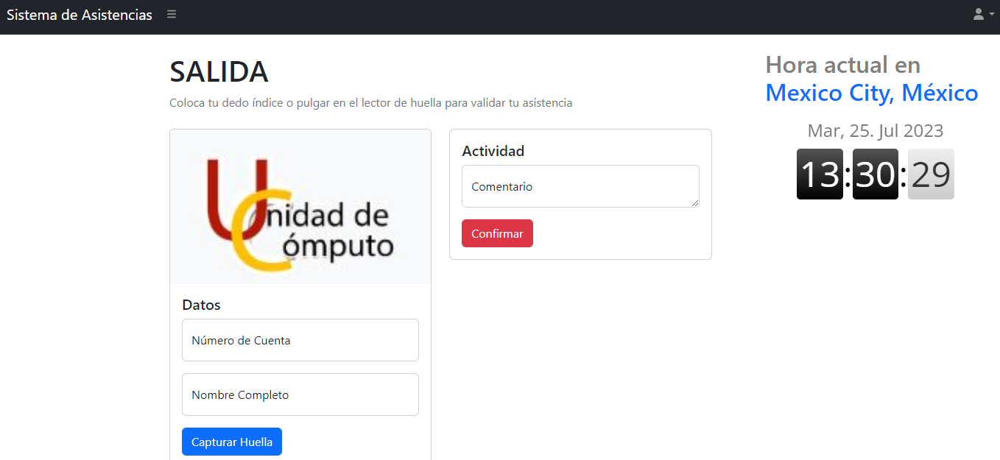 Sistema de Asistencias
SALIDA
Coloca tu dedo índice o pulgar en el lector de huella para validar tu asistencia
Unidad de
Cómputo
Datos
Número de Cuenta
Nombre Completo
Capturar Huella
Actividad
Comentario
Confirmar
Hora actual en
Mexico City, México
Mar, 25. Jul 2023
13:30:29